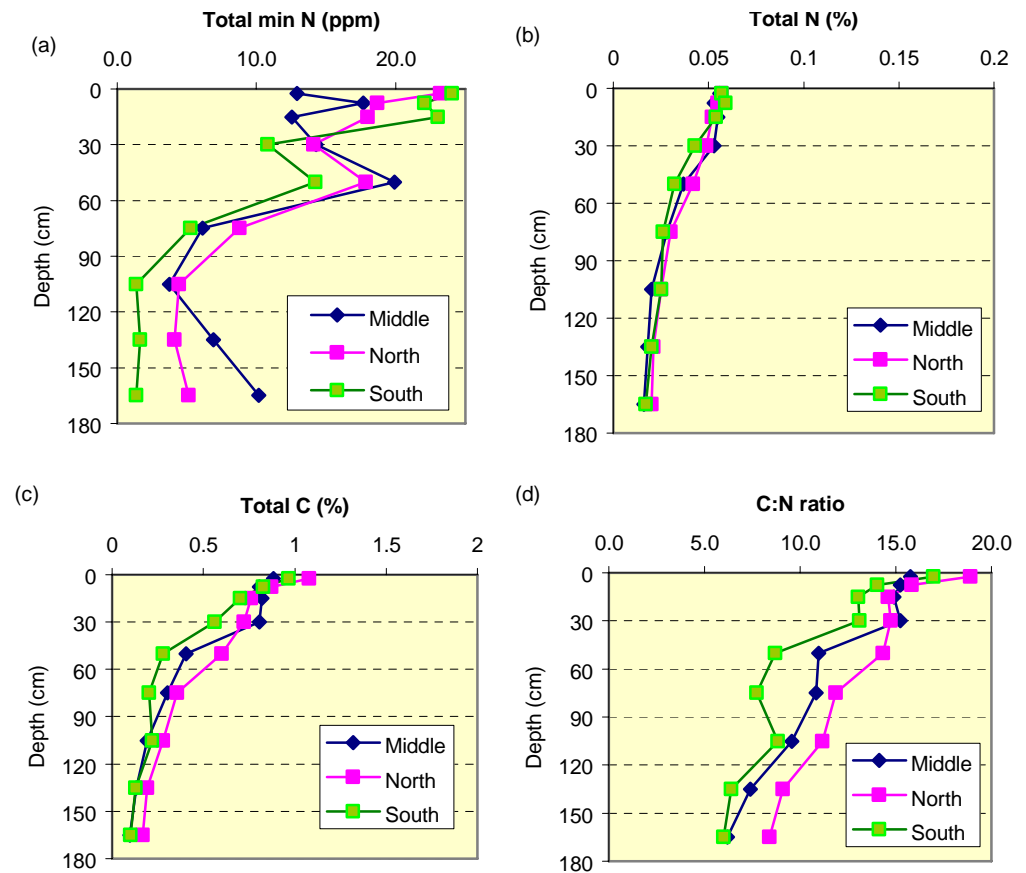 (a)
Total min N (ppm)
0.0 10.0 20.0
0
30
60
90
120
150
180
Depth (cm)
Middle
North
South
(b)
Total N (%)
0 0.05 0.1 0.15 0.2
0
30
60
90
120
150
180
Depth (cm)
Middle
North
South
(c)
Total C (%)
0 0.5 1 1.5 2
0
30
60
90
120
150
180
Depth (cm)
Middle
North
South
(d)
C:N ratio
0.0 5.0 10.0 15.0 20.0
0
30
60
90
120
150
180
Depth (cm)
Middle
North
South